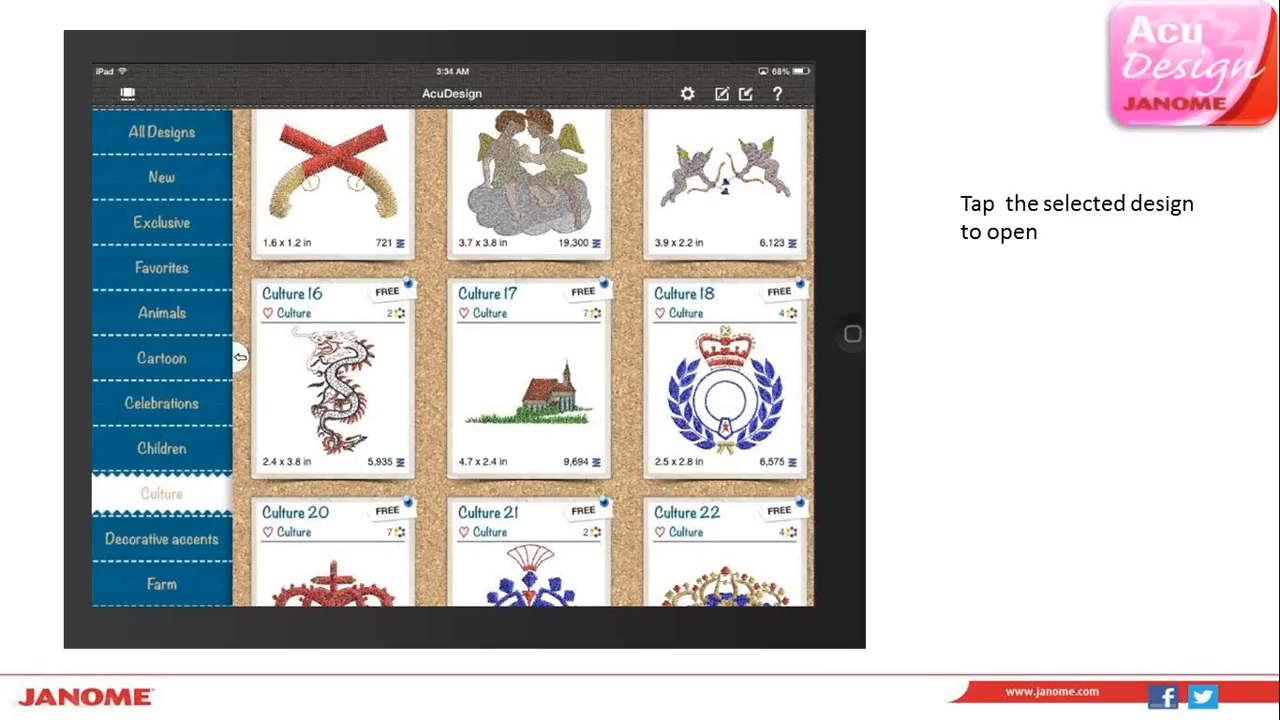 Acu
Design
JANOME
iPad
3:34 AM
68%
AcuDesign
?
All Designs
New
Exclusive
Favorites
Animals
Cartoon
Celebrations
Children
Culture
Decorative accents
Farm
1.6 x 1.2 in 721
3.7 x 3.8 in 19,300
3.9 x 2.2 in 6,123
Culture 16 FREE
Culture 2
2.4 x 3.8 in 5,935
Culture 17 FREE
Culture 7
4.7 x 2.4 in 9,694
Culture 18 FREE
Culture 4
2.5 x 2.8 in 6,575
Culture 20 FREE
Culture 7
Culture 21 FREE
Culture 2
Culture 22 FREE
Culture 4
Tap the selected design
to open
JANOME
www.janome.com